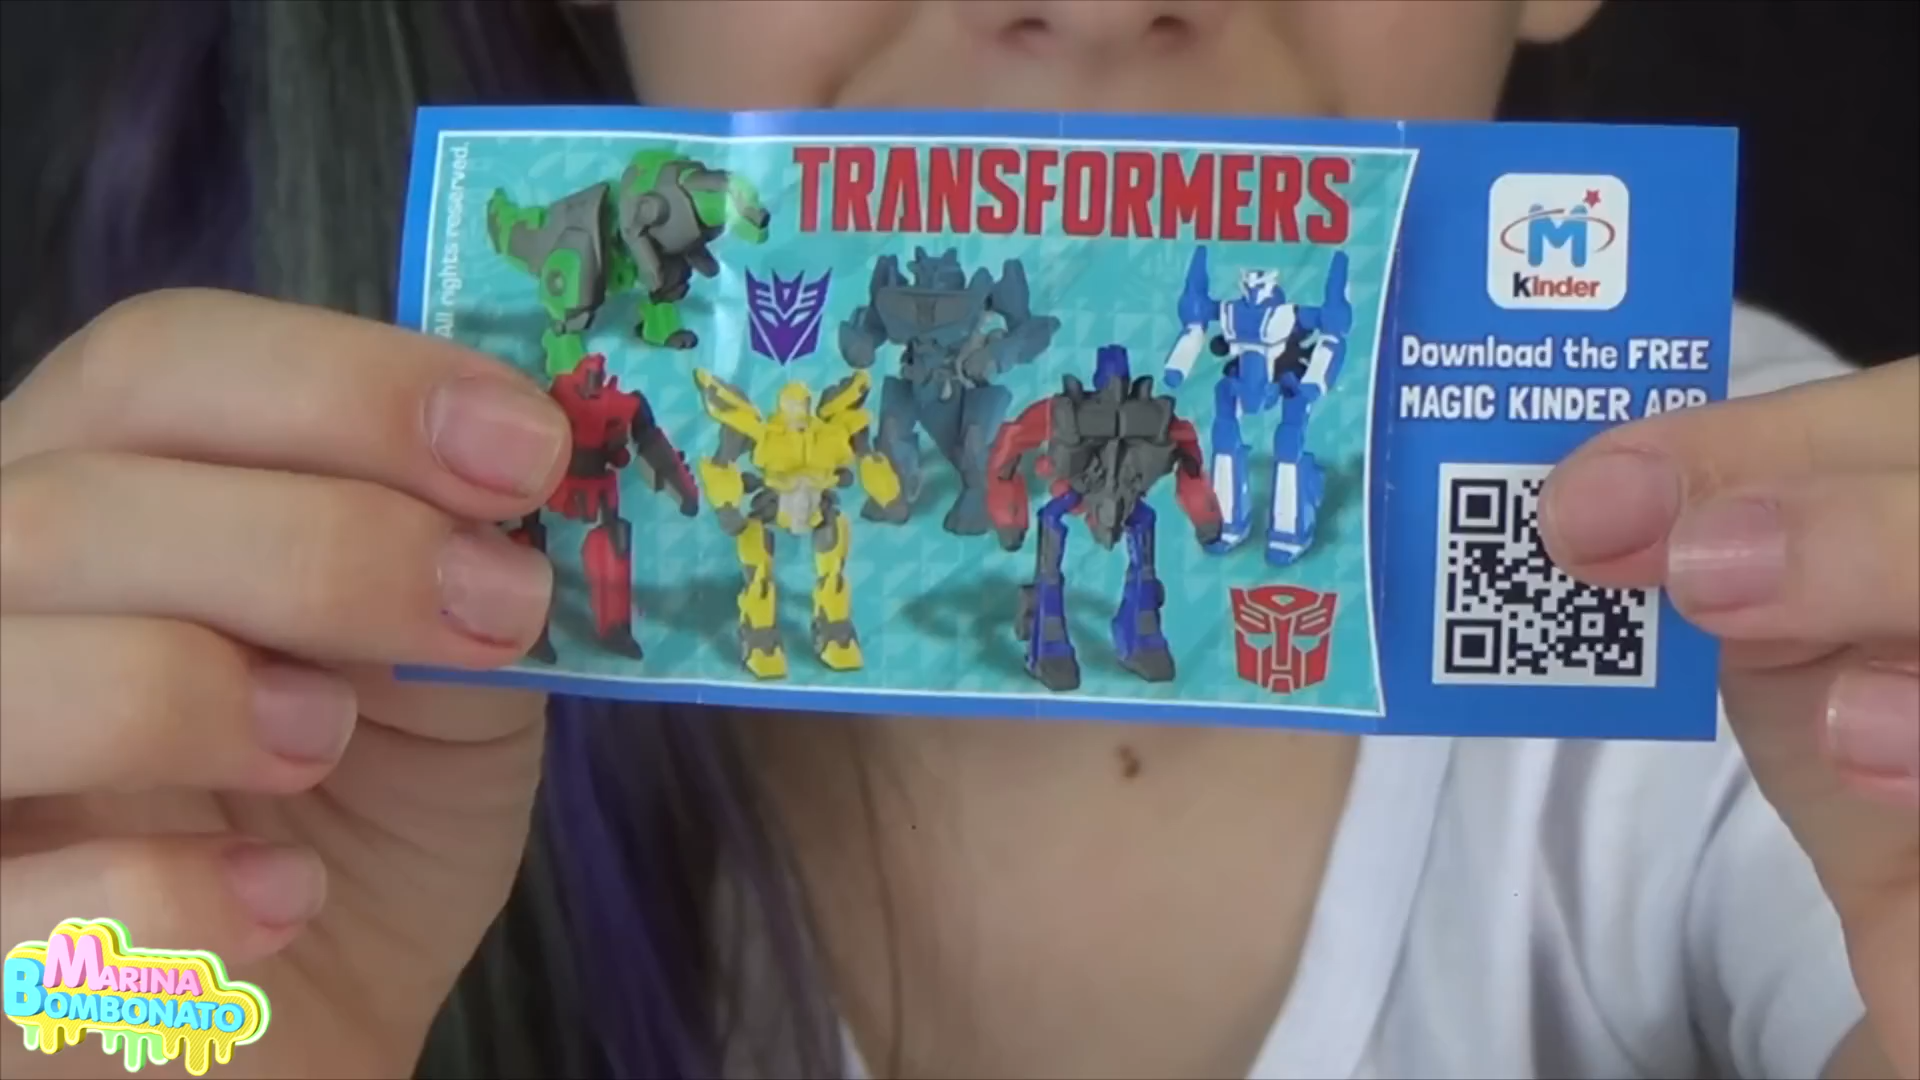 All rights reserved.
TRANSFORMERS
kinder
Download the FREE
MAGIC KINDER APP
MARINA
BOMBONATO